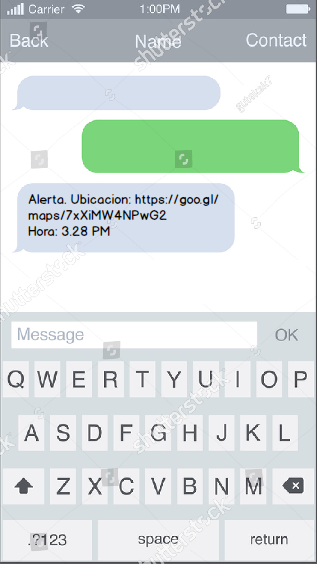 Carrier 1:00PM
Back Name Contact
Alerta. Ubicacion: https://goo.gl/
maps/7xXiMW4NPwG2
Hora: 3.28 PM
Message OK
Q W E R T Y U I O P
A S D F G H J K L
Z X C V B N M
.?123 space return
shutterstock